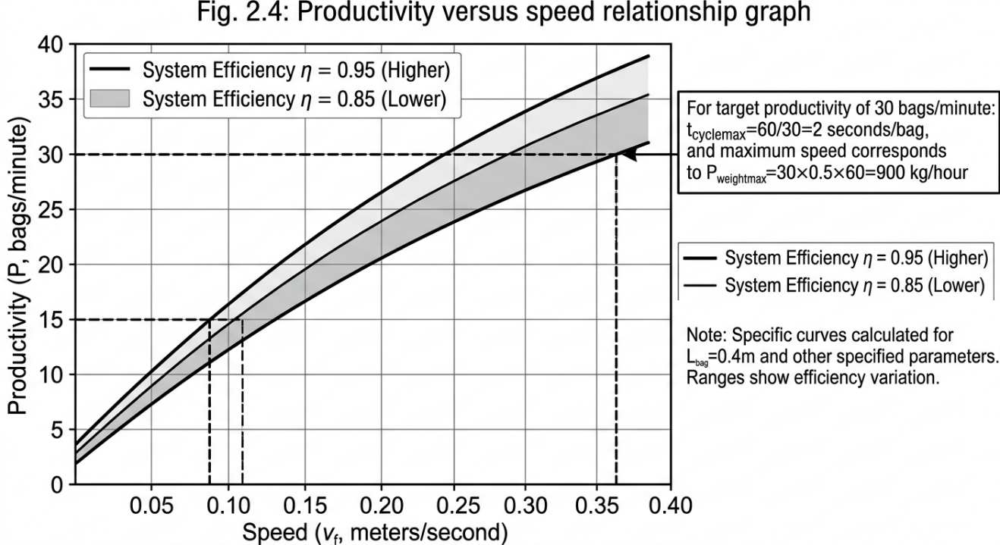 Fig. 2.4: Productivity versus speed relationship graph
40
35
30
25
20
15
10
5
0
Productivity (P, bags/minute)
System Efficiency η = 0.95 (Higher)
System Efficiency η = 0.85 (Lower)
0.05 0.10 0.15 0.20 0.25 0.30 0.35 0.40
Speed (vf, meters/second)
For target productivity of 30 bags/minute:
tcyclemax=60/30=2 seconds/bag,
and maximum speed corresponds
to Pweightmax=30×0.5×60=900 kg/hour
System Efficiency η = 0.95 (Higher)
System Efficiency η = 0.85 (Lower)
Note: Specific curves calculated for
Lbag=0.4m and other specified parameters.
Ranges show efficiency variation.